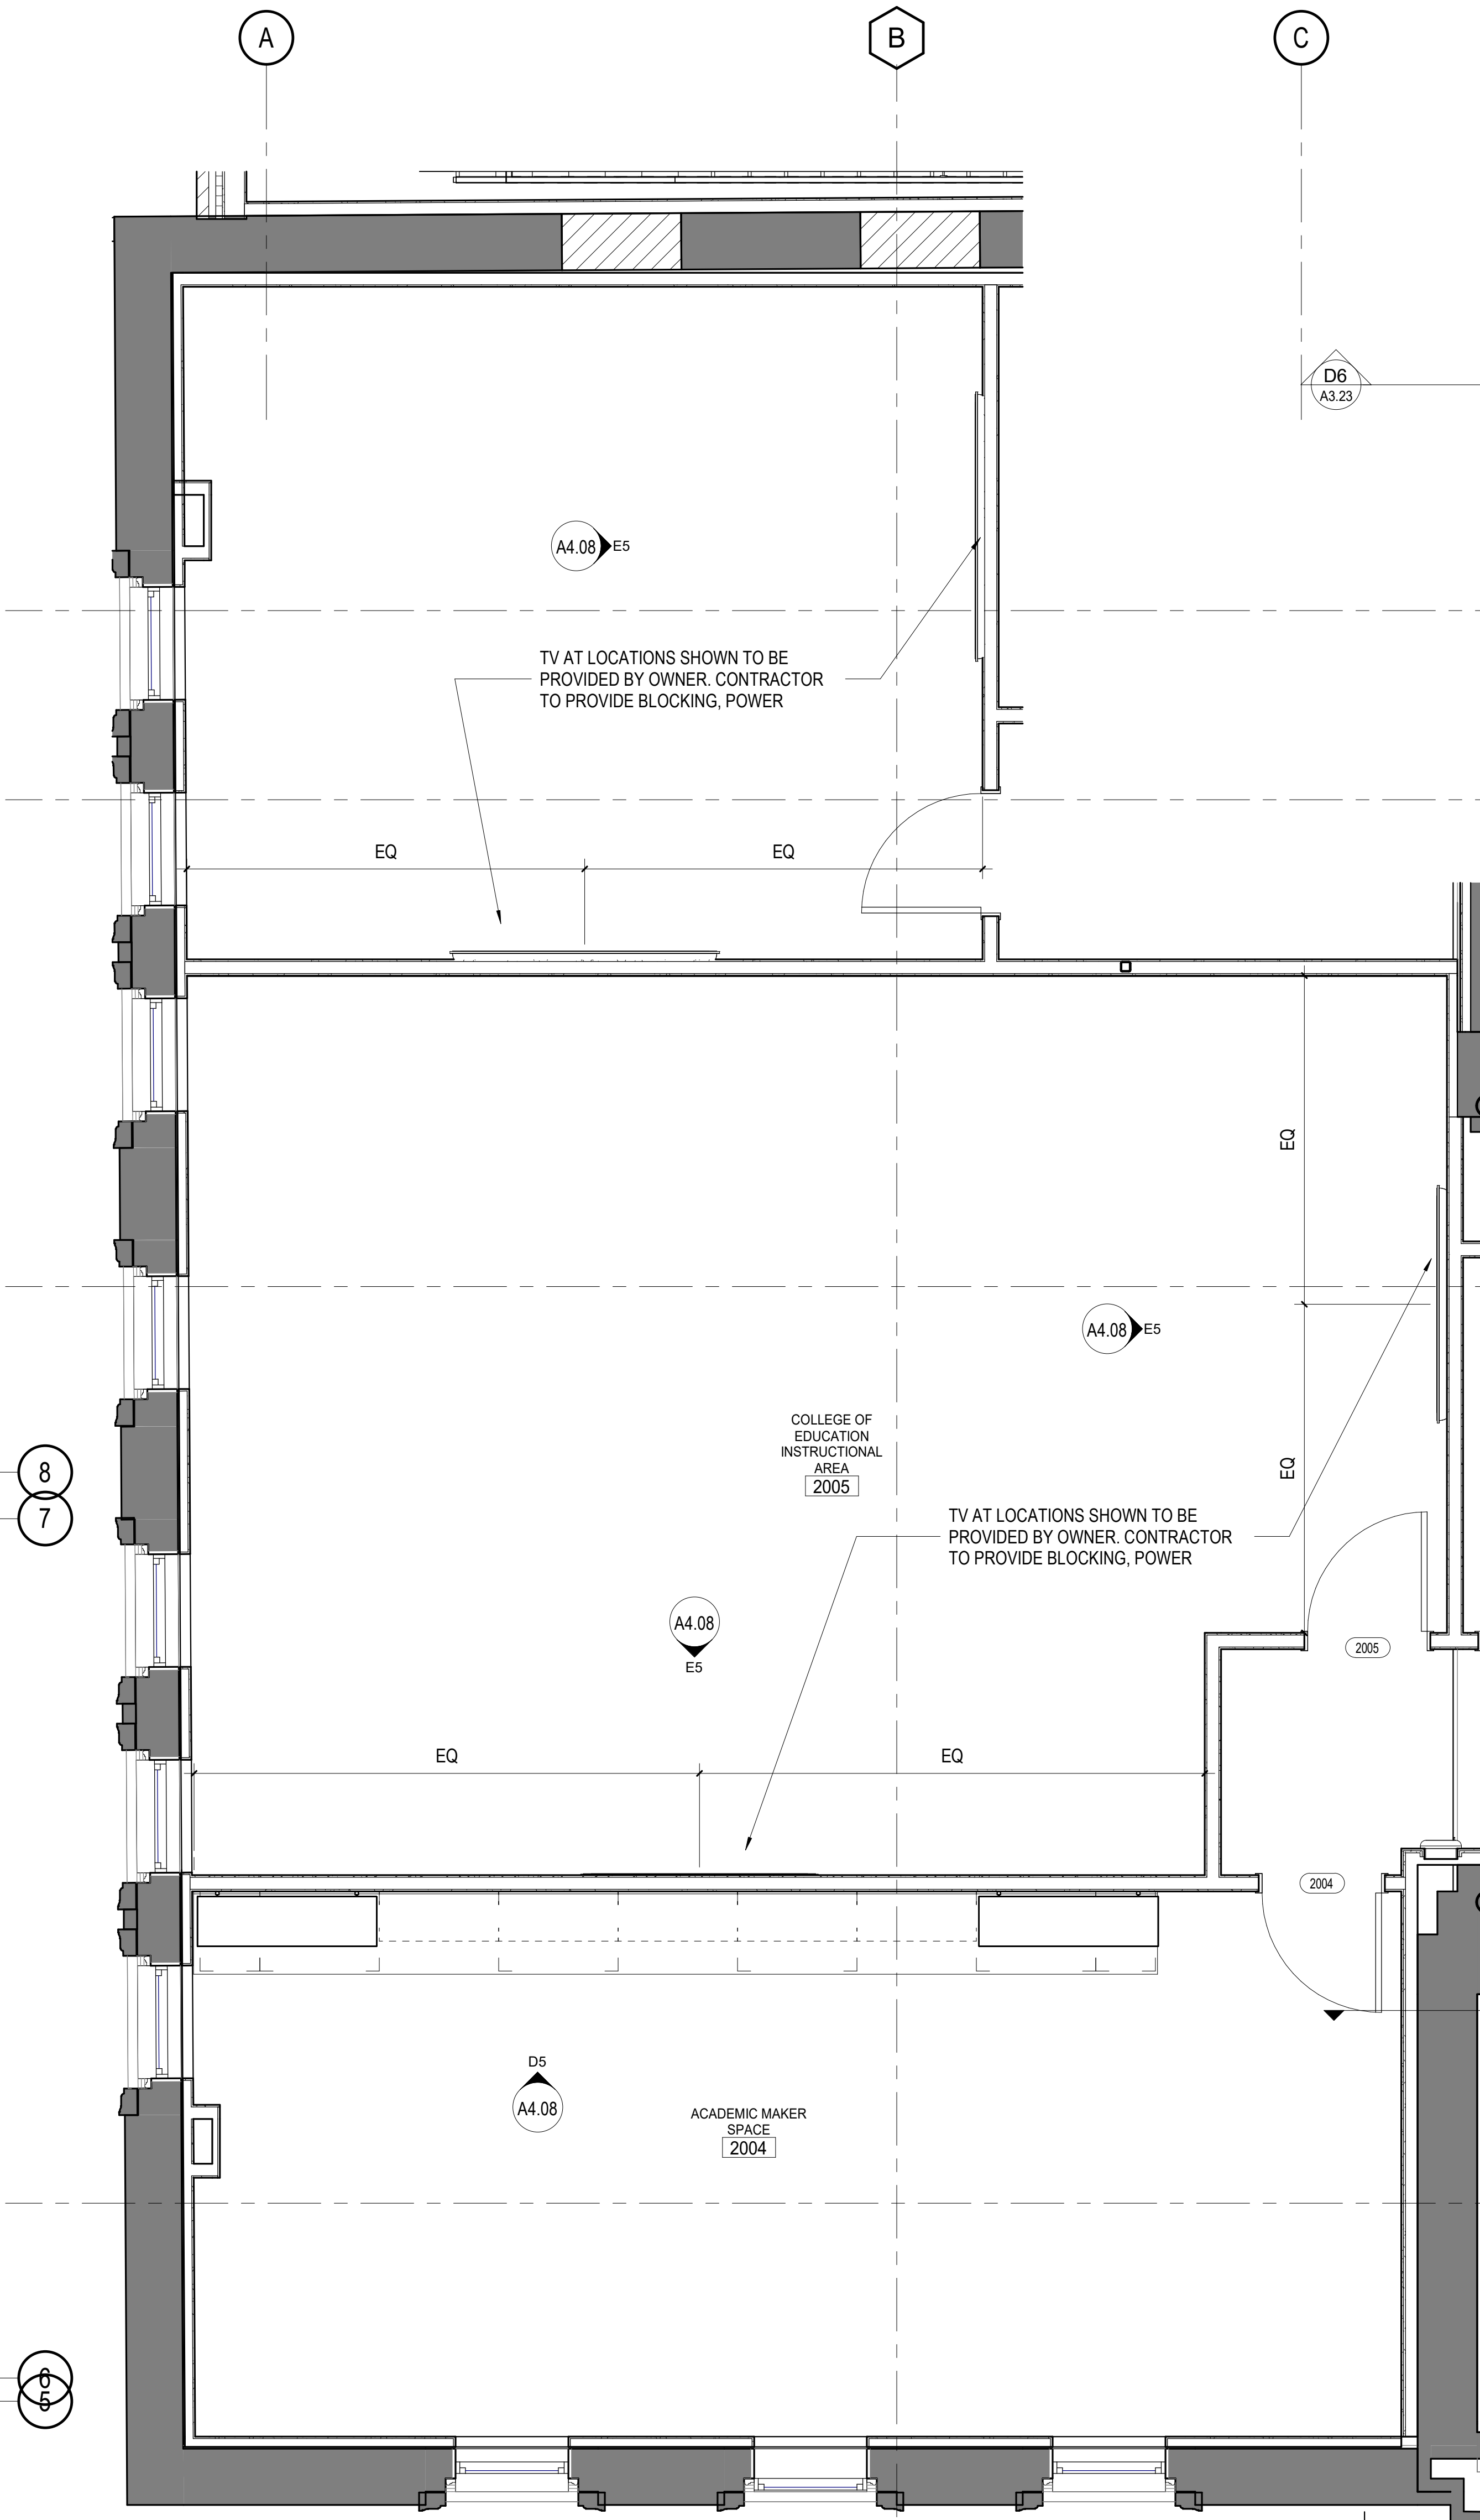 A
B
C
D6
A3.23
A4.08
E5
TV AT LOCATIONS SHOWN TO BE
PROVIDED BY OWNER. CONTRACTOR
TO PROVIDE BLOCKING, POWER
EQ
EQ
EQ
A4.08
E5
COLLEGE OF
EDUCATION
INSTRUCTIONAL
AREA
2005
EQ
8
7
TV AT LOCATIONS SHOWN TO BE
PROVIDED BY OWNER. CONTRACTOR
TO PROVIDE BLOCKING, POWER
A4.08
E5
2005
EQ
EQ
2004
D5
A4.08
ACADEMIC MAKER
SPACE
2004
6
5